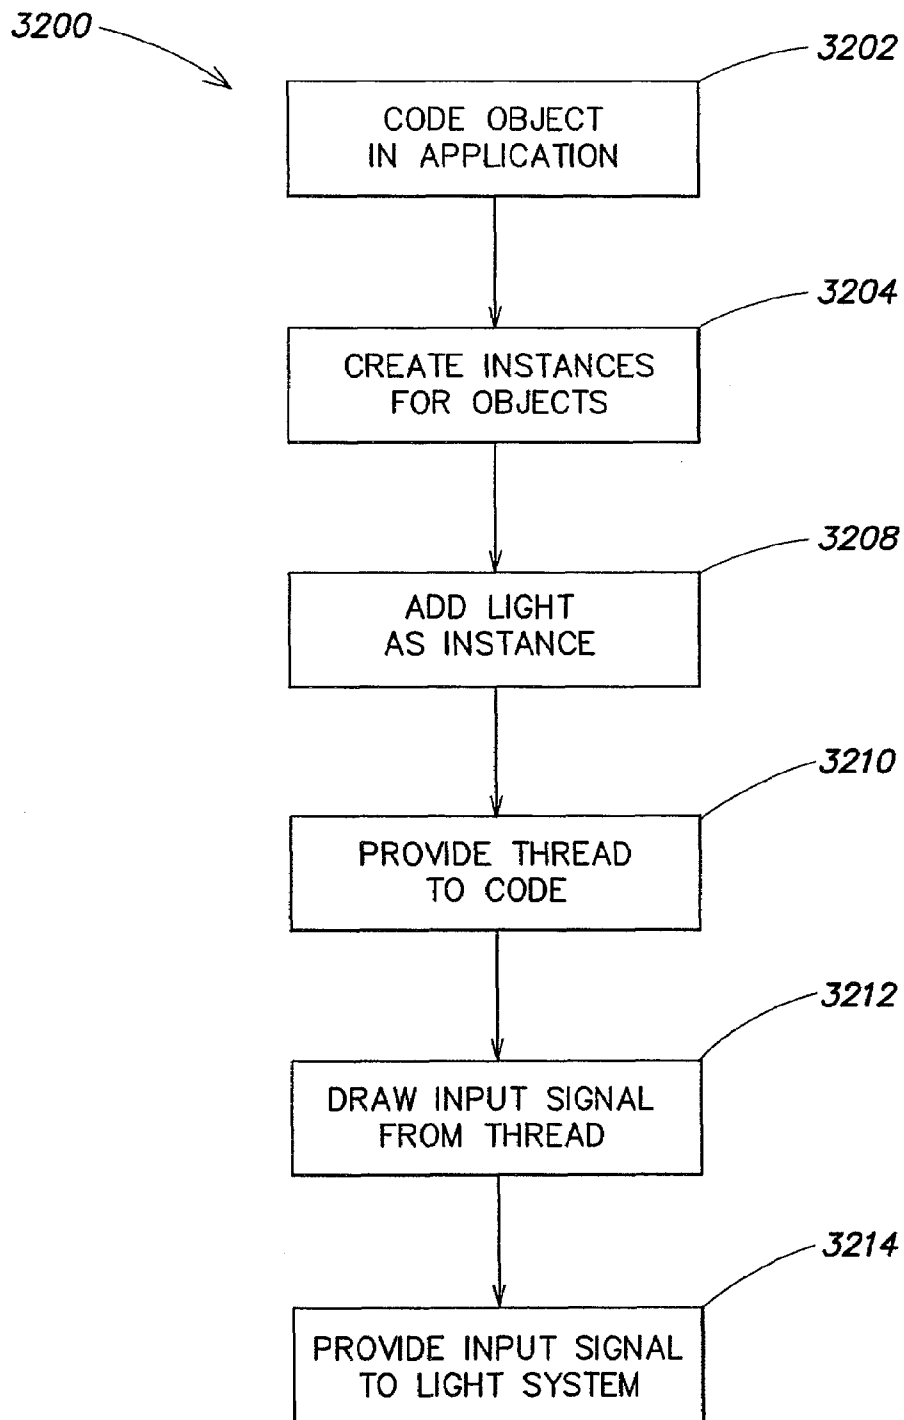 3200
3202
CODE OBJECT
IN APPLICATION
3204
CREATE INSTANCES
FOR OBJECTS
3208
ADD LIGHT
AS INSTANCE
3210
PROVIDE THREAD
TO CODE
3212
DRAW INPUT SIGNAL
FROM THREAD
3214
PROVIDE INPUT SIGNAL
TO LIGHT SYSTEM